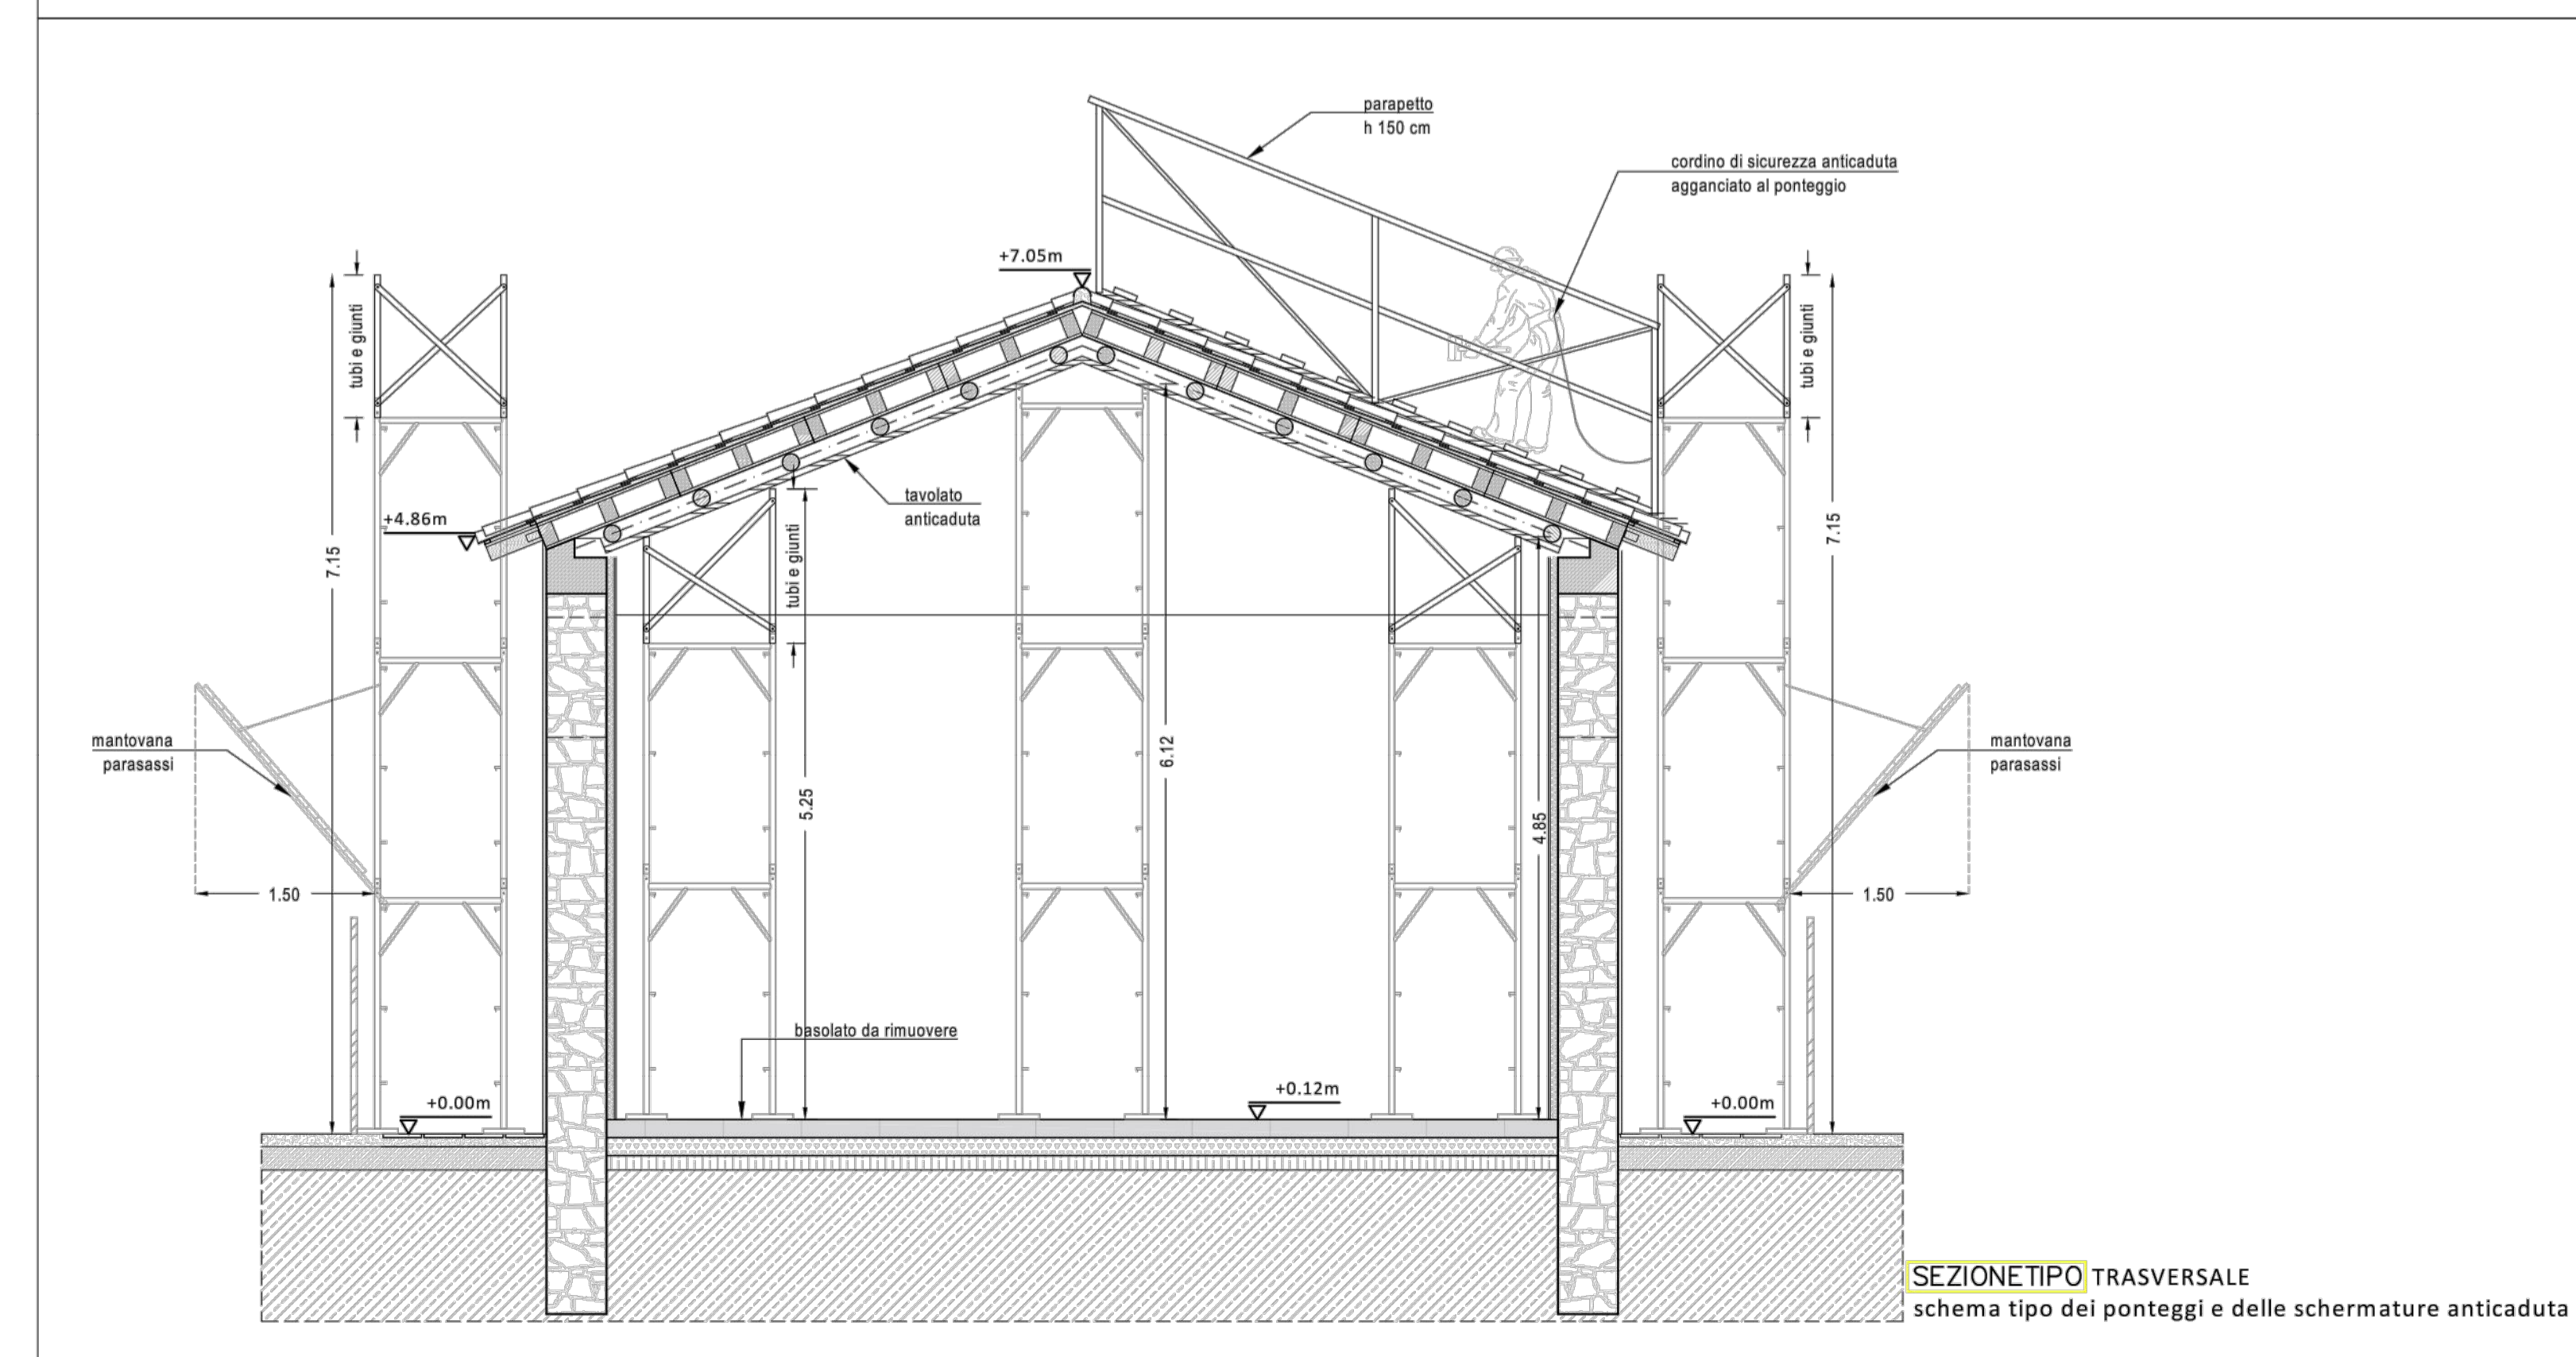 parapetto
h 150 cm
cordino di sicurezza anticaduta
agganciato al ponteggio
+7.05m
tubi e giunti
tubi e giunti
+4.86m
tavolato
anticaduta
tubi e giunti
7.15
7.15
mantovana
parasassi
6.12
mantovana
parasassi
5.25
4.85
1.50
1.50
basolato da rimuovere
+0.12m
+0.00m
+0.00m
SEZIONETIPO TRASVERSALE
schema tipo dei ponteggi e delle schermature anticaduta